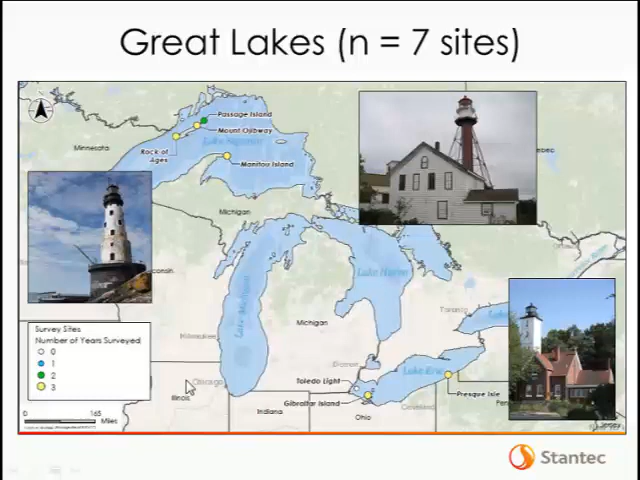 Great Lakes (n = 7 sites)
Passage Island
Mount Ojibway
Minnesota
Rock of
Ages
Lake Superior
Manitou Island
Michigan
Lake Huron
Lake Michigan
Survey Sites
Number of Years Surveyed
0
1
2
3
0
165
Miles
Milwaukee
Michigan
Chicago
Illinois
Indiana
Detroit
Toledo Light
Gibraltar Island
Ohio
Lake Erie
Cleveland
Presque Isle
Stantec